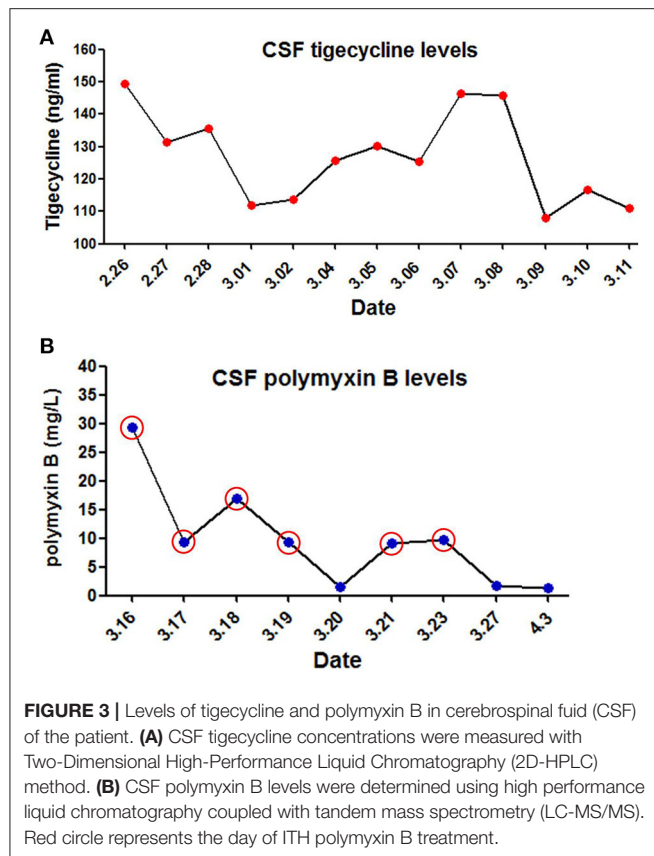 A
CSF tigecycline levels
Tigecycline (ng/ml)
160
150
140
130
120
110
100
2.26 2.27 2.28 3.01 3.02 3.04 3.05 3.06 3.07 3.08 3.09 3.10 3.11
Date
B
CSF polymyxin B levels
polymyxin B (mg/L)
40
35
30
25
20
15
10
5
0
3.16 3.17 3.18 3.19 3.20 3.21 3.23 3.27 4.3
Date
FIGURE 3 | Levels of tigecycline and polymyxin B in cerebrospinal fuid (CSF)
of the patient. (A) CSF tigecycline concentrations were measured with
Two-Dimensional High-Performance Liquid Chromatography (2D-HPLC)
method. (B) CSF polymyxin B levels were determined using high performance
liquid chromatography coupled with tandem mass spectrometry (LC-MS/MS).
Red circle represents the day of ITH polymyxin B treatment.